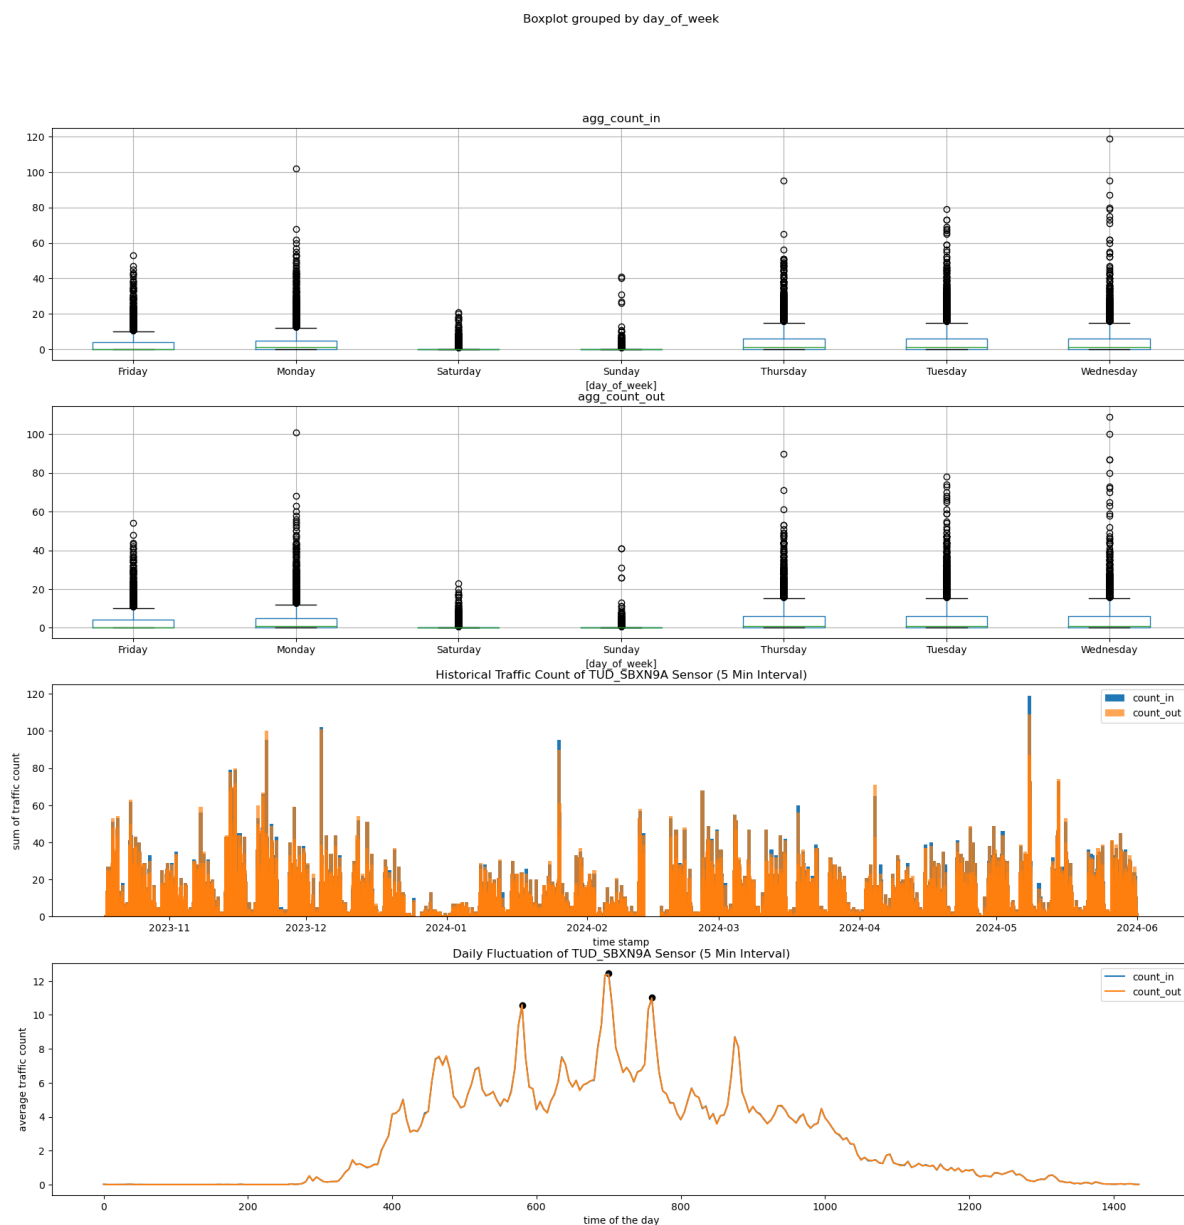 Boxplot grouped by day_of_week
agg_count_in
120
100
80
60
40
20
0
Friday Monday Saturday Sunday Thursday Tuesday Wednesday
[day_of_week]
agg_count_out
100
80
60
40
20
0
Friday Monday Saturday Sunday Thursday Tuesday Wednesday
[day_of_week]
Historical Traffic Count of TUD_SBXN9A Sensor (5 Min Interval)
count_in
count_out
sum of traffic count
120
100
80
60
40
20
0
2023-11 2023-12 2024-01 2024-02 2024-03 2024-04 2024-05 2024-06
time stamp
Daily Fluctuation of TUD_SBXN9A Sensor (5 Min Interval)
count_in
count_out
average traffic count
12
10
8
6
4
2
0
0 200 400 600 800 1000 1200 1400
time of the day